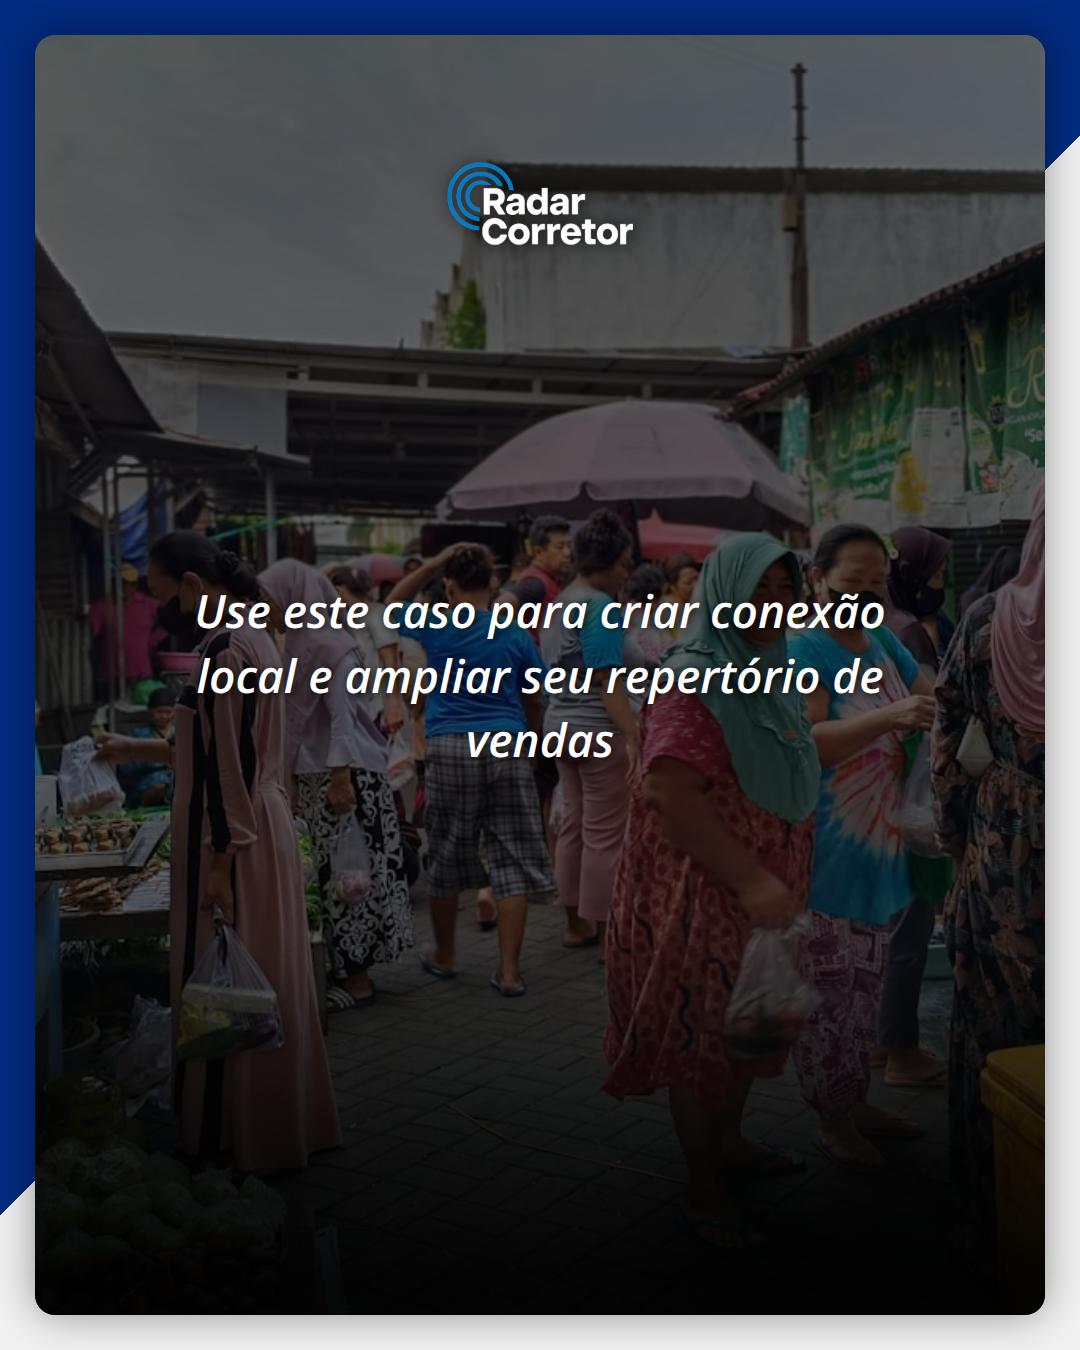 Radar
Corretor
Use este caso para criar conexão
local e ampliar seu repertório de
vendas